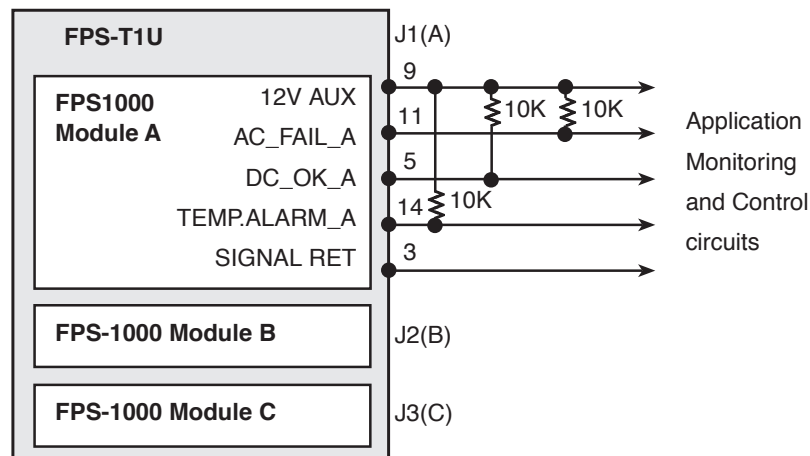 FPS-T1U
J1(A)
FPS1000
Module A
12V AUX
9
AC_FAIL_A
11
DC_OK_A
5
TEMP.ALARM_A
14
SIGNAL RET
3
10K
10K
10K
Application
Monitoring
and Control
circuits
FPS-1000 Module B
J2(B)
FPS-1000 Module C
J3(C)